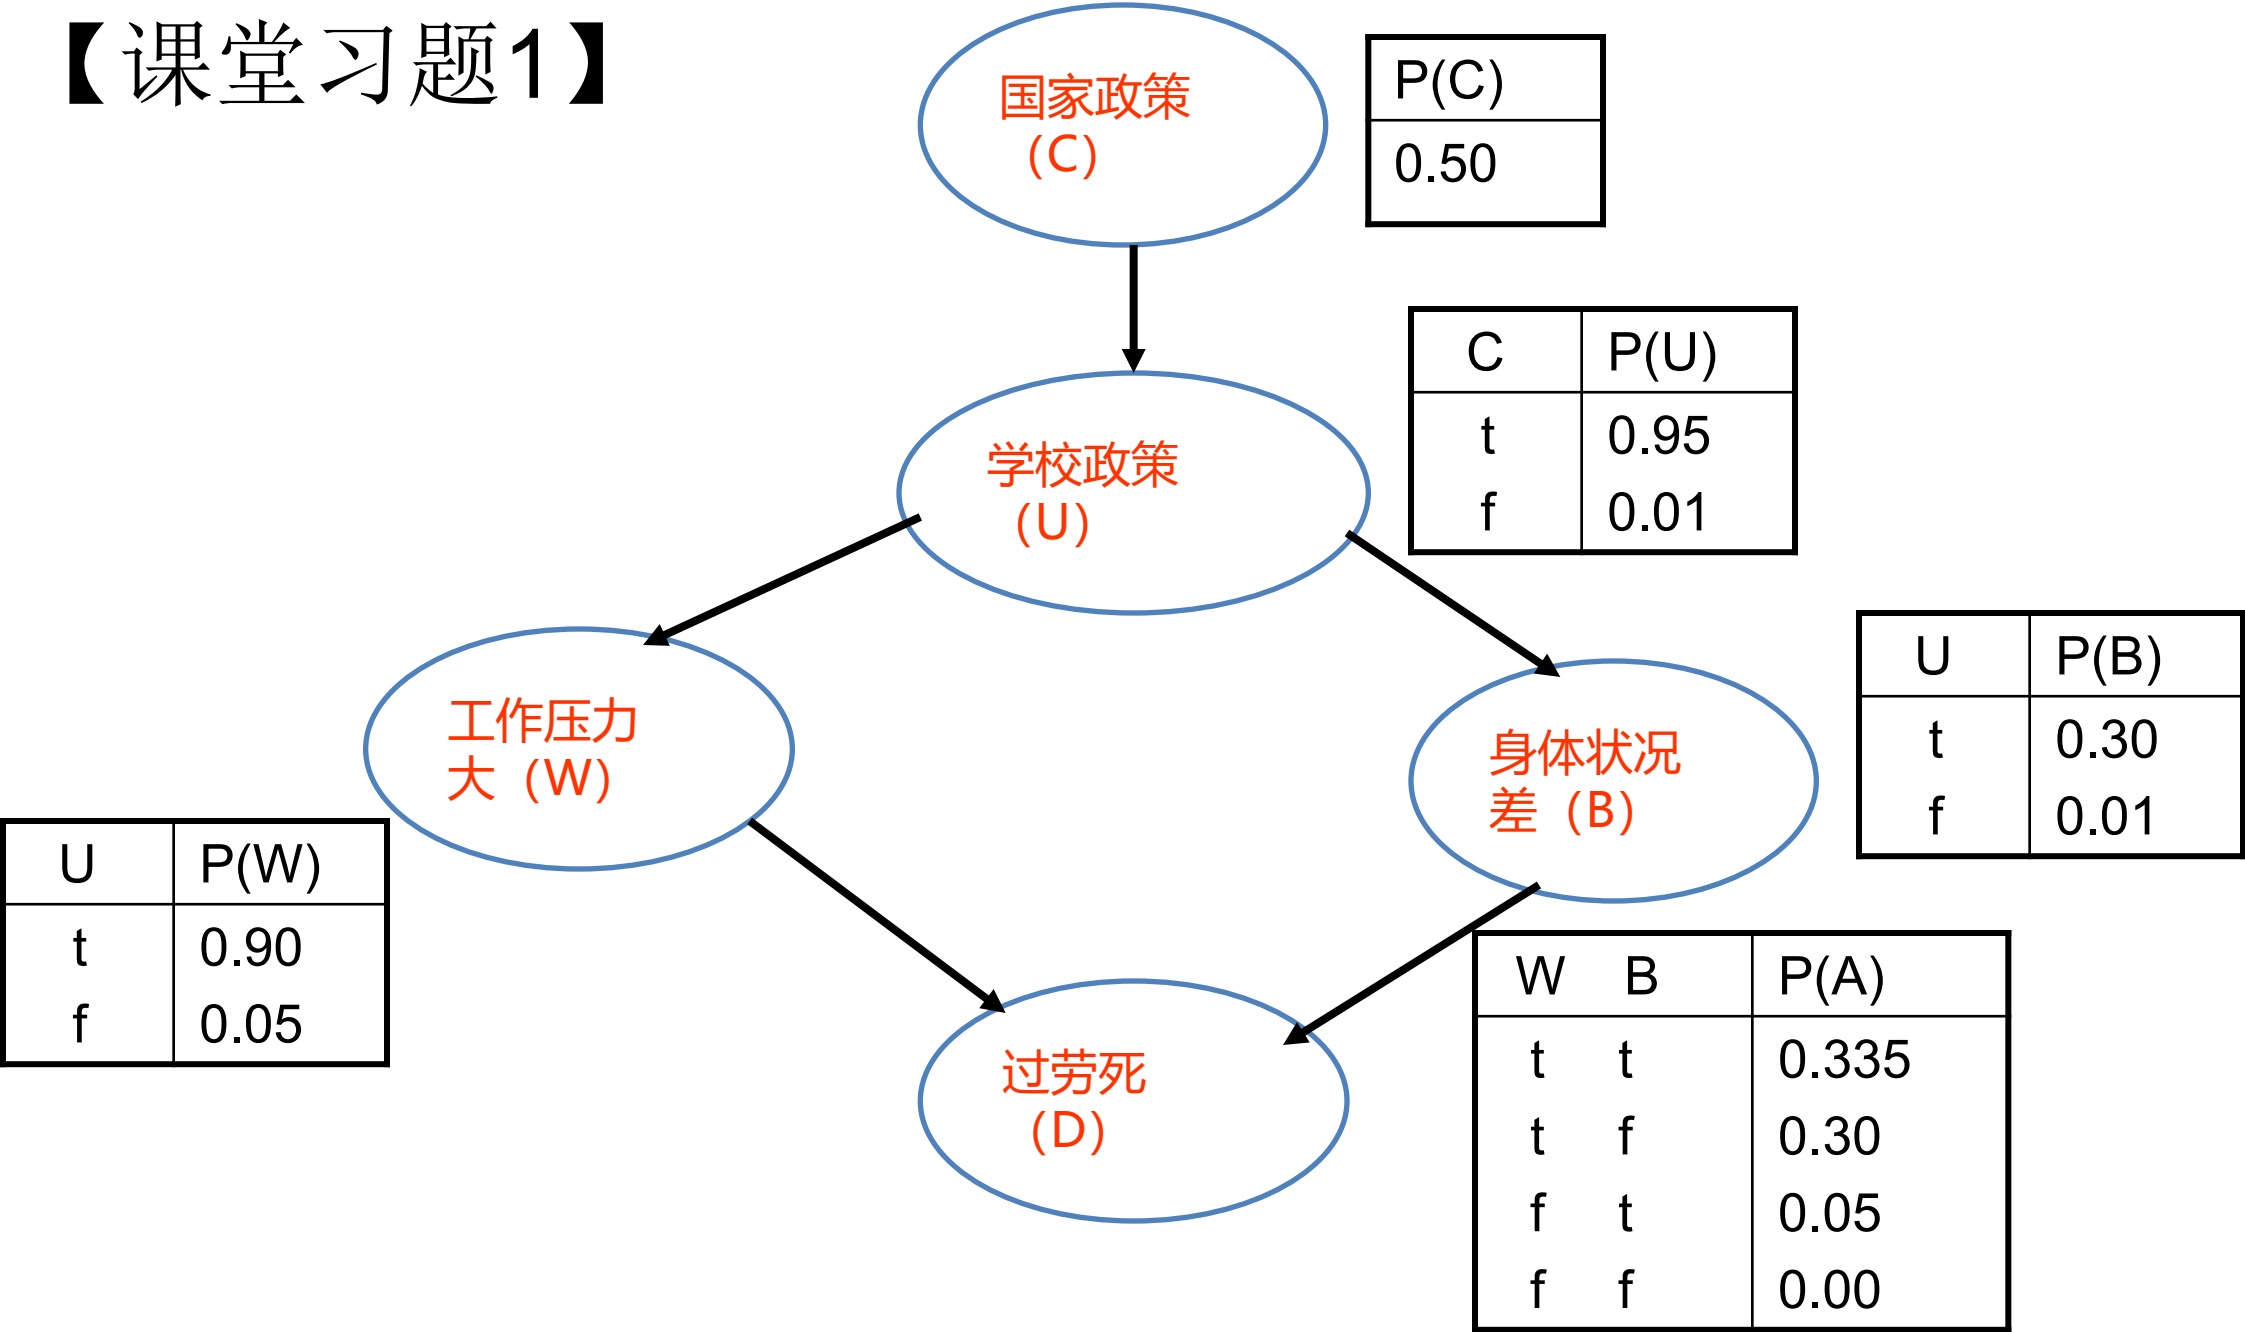 【课堂习题1】
国家政策
（C）
P(C)
0.50
C P(U)
t 0.95
f 0.01
学校政策
（U）
U P(B)
t 0.30
f 0.01
工作压力
大（W）
身体状况
差（B）
U P(W)
t 0.90
f 0.05
W B P(A)
t t 0.335
t f 0.30
f t 0.05
f f 0.00
过劳死
（D）